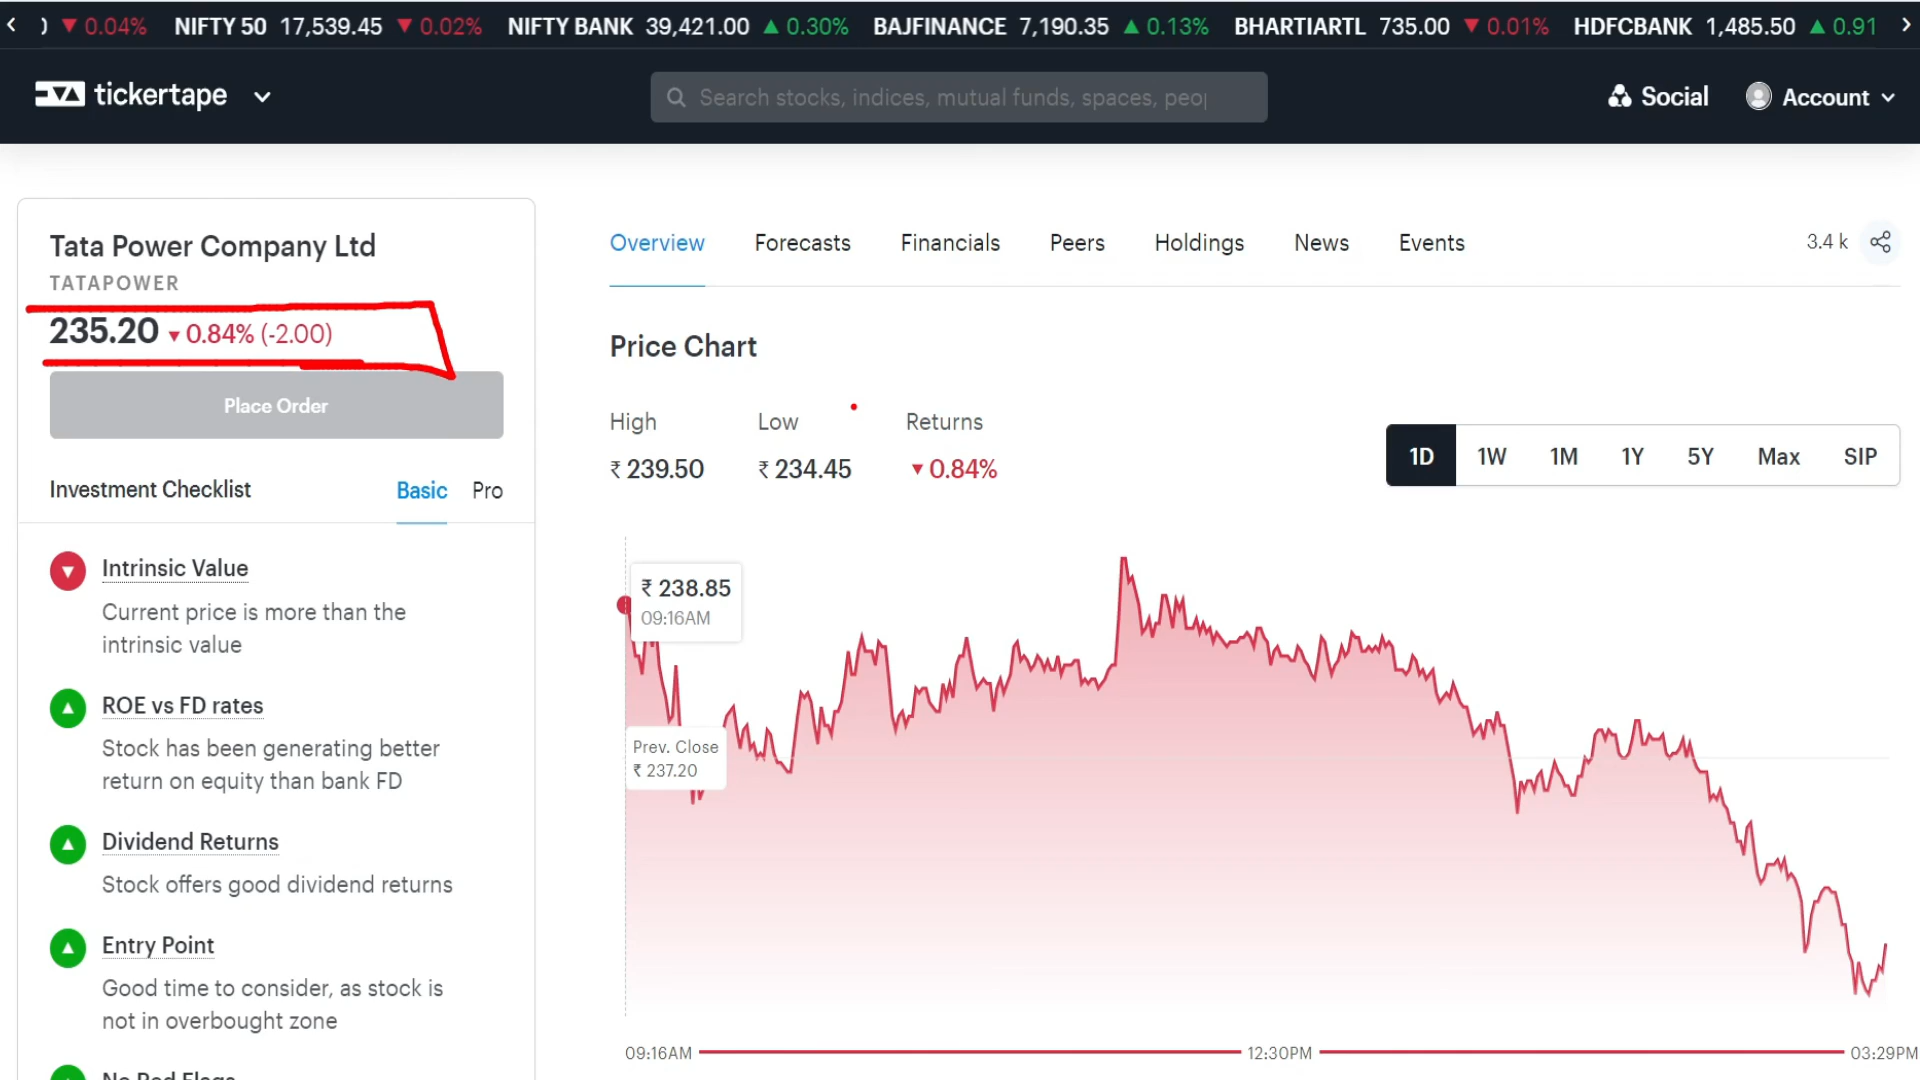 0.04% NIFTY 50 17,539.45 0.02% NIFTY BANK 39,421.00 0.30% BAJFINANCE 7,190.35 0.13% BHARTIARTL 735.00 0.01% HDFCBANK 1,485.50 0.91
tickertape
Search stocks, indices, mutual funds, spaces, peo
Social Account
Tata Power Company Ltd
TATAPOWER
235.20 0.84% (-2.00)
Place Order
Investment Checklist Basic Pro
Intrinsic Value
Current price is more than the
intrinsic value
ROE vs FD rates
Stock has been generating better
return on equity than bank FD
Dividend Returns
Stock offers good dividend returns
Entry Point
Good time to consider, as stock is
not in overbought zone
No Red Flags
Overview Forecasts Financials Peers Holdings News Events 3.4 k
Price Chart
High Low Returns
₹ 239.50 ₹ 234.45 0.84%
1D 1W 1M 1Y 5Y Max SIP
₹ 238.85
09:16AM
Prev. Close
₹ 237.20
09:16AM 12:30PM 03:29PM